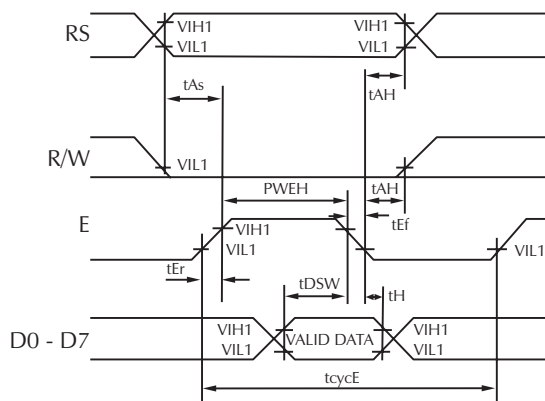 RS
VIH1
VIL1
VIH1
VIL1
tAs
tAH
R/W
VIL1
PWEH
tAH
E
VIH1
VIL1
tEf
tEr
tDSW
tH
D0 - D7
VIH1
VIL1
VALID DATA
VIH1
VIL1
tcycE